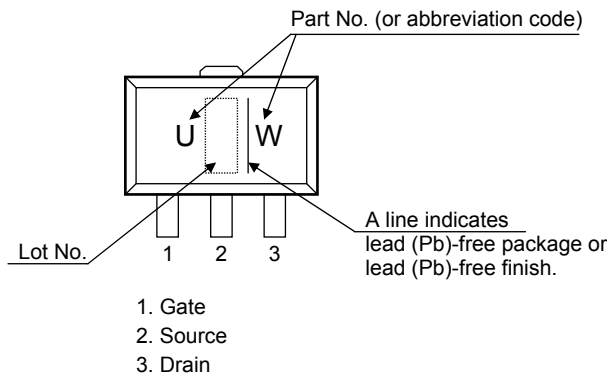 Part No. (or abbreviation code)
U W
A line indicates
lead (Pb)-free package or
lead (Pb)-free finish.
Lot No.
1 2 3
1. Gate
2. Source
3. Drain